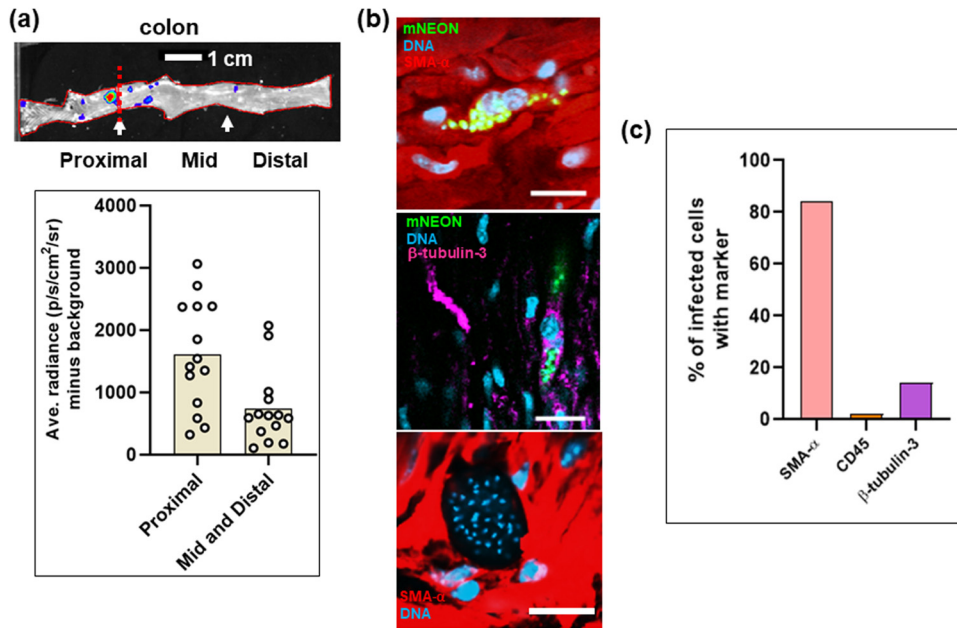 (a)
colon
1 cm
Proximal Mid Distal
Ave. radiance (p/s/cm²/sr)
minus background
4000
3000
2000
1000
0
Proximal
Mid and Distal
(b)
mNEON
DNA
SMA-α
mNEON
DNA
β-tubulin-3
SMA-α
DNA
(c)
% of infected cells
with marker
100
80
60
40
20
0
SMA-α
CD45
β-tubulin-3